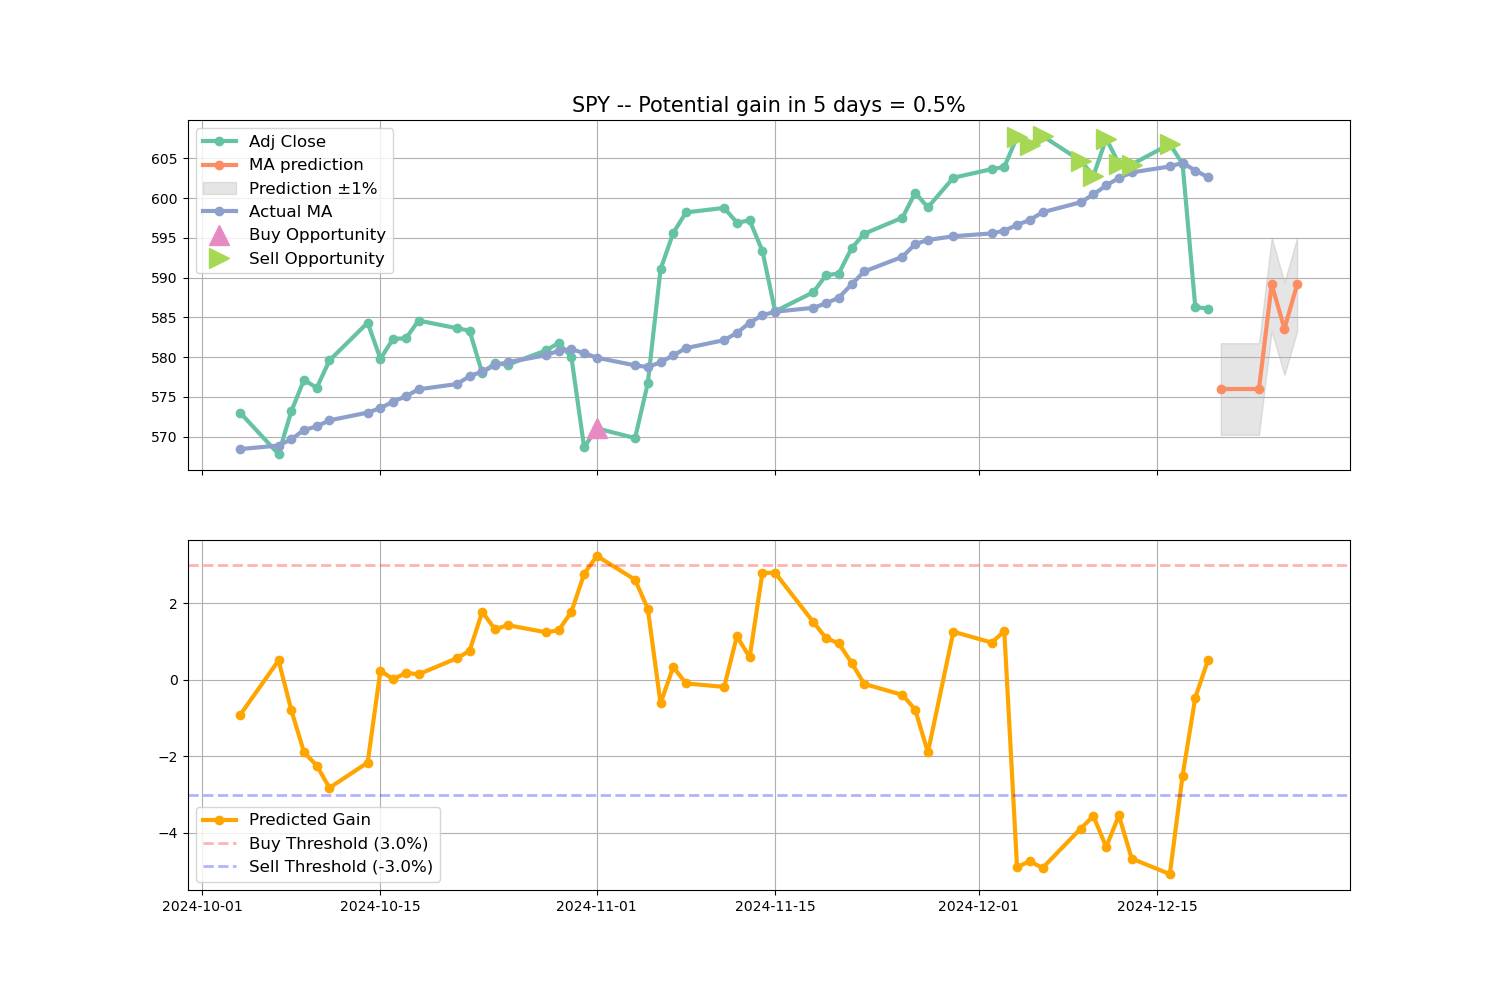 SPY -- Potential gain in 5 days = 0.5%
Adj Close
MA prediction
Prediction ±1%
Actual MA
Buy Opportunity
Sell Opportunity
605
600
595
590
585
580
575
570
2
0
−2
−4
Predicted Gain
Buy Threshold (3.0%)
Sell Threshold (-3.0%)
2024-10-01
2024-10-15
2024-11-01
2024-11-15
2024-12-01
2024-12-15